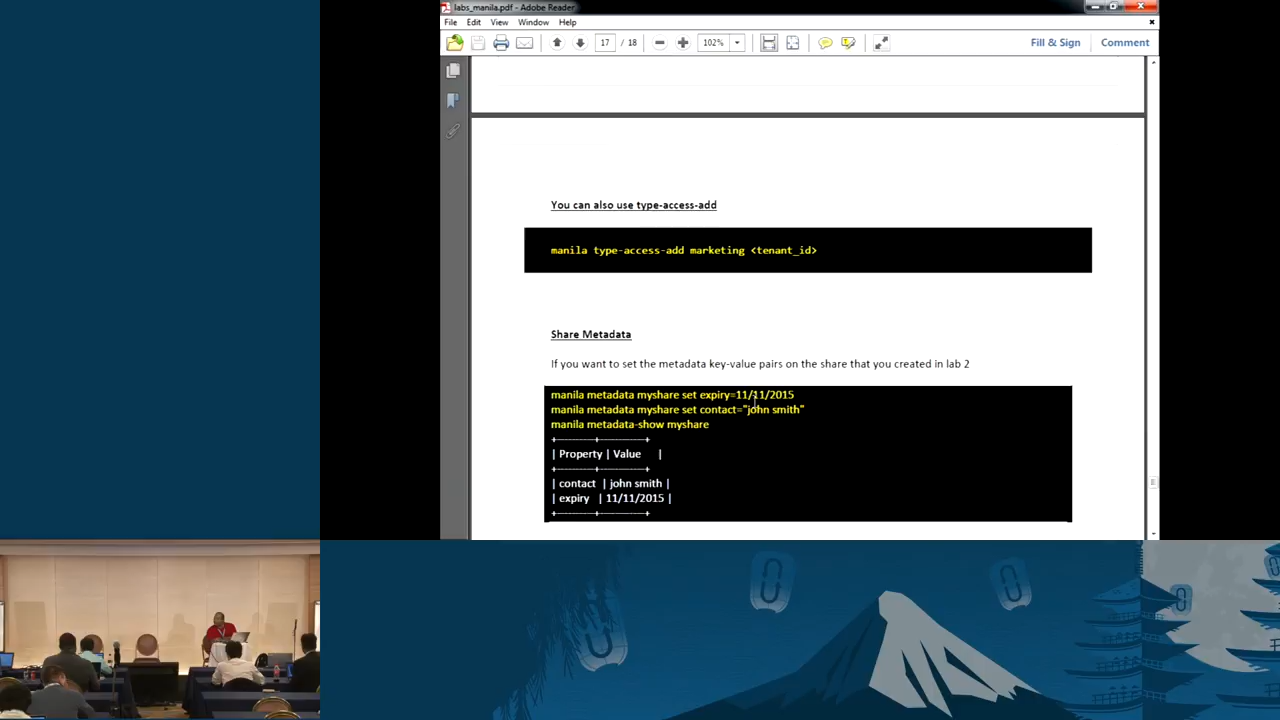 labs_manila.pdf - Adobe Reader
File Edit View Window Help
17 / 18 102% Fill & Sign Comment
You can also use type-access-add
manila type-access-add marketing <tenant_id>
Share Metadata
If you want to set the metadata key-value pairs on the share that you created in lab 2
manila metadata myshare set expiry=11/11/2015
manila metadata myshare set contact="john smith"
manila metadata-show myshare
+----------+-----------+
| Property | Value |
+----------+-----------+
| contact | john smith |
| expiry | 11/11/2015 |
+----------+-----------+